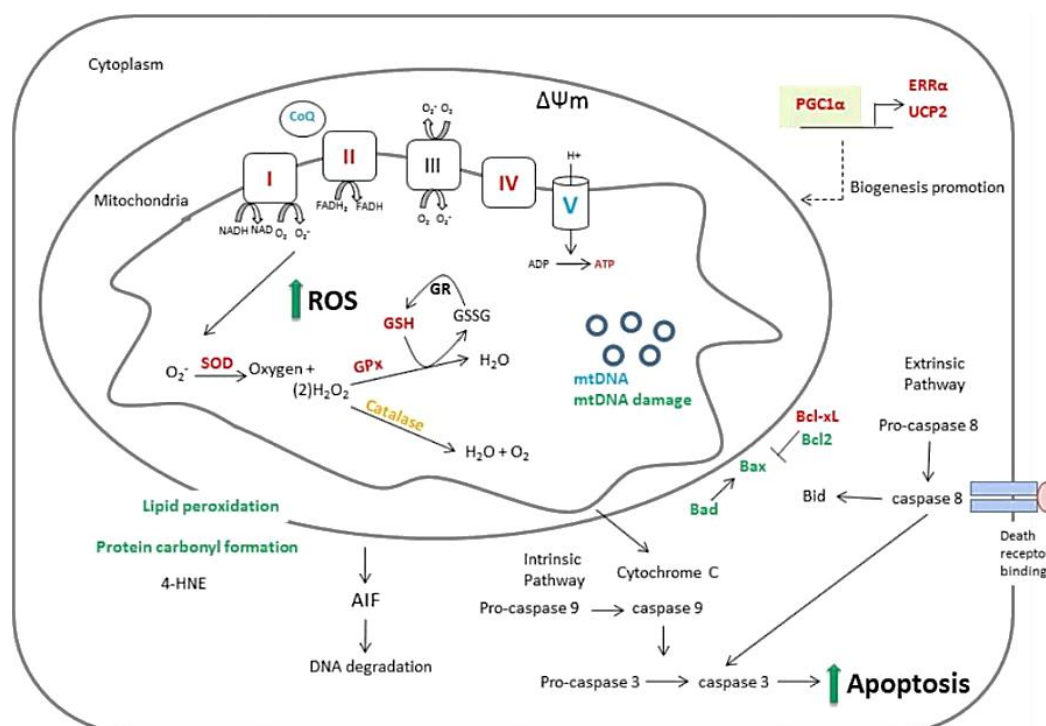 Cytoplasm
ΔΨm
CoQ
O₂⁻ O₂
PGC1α
ERRα
UCP2
I
II
III
IV
V
H+
Mitochondria
NADH NAD
O₂ O₂⁻
FADH₂ FADH
O₂ O₂⁻
ADP
ATP
Biogenesis promotion
ROS
GR
GSH
GSSG
O₂⁻
SOD
Oxygen +
(2)H₂O₂
GPx
H₂O
Catalase
H₂O + O₂
mtDNA
mtDNA damage
Extrinsic
Pathway
Bcl-xL
Bcl2
Pro-caspase 8
Bax
Bad
Bid
caspase 8
Death
receptor
binding
Lipid peroxidation
Protein carbonyl formation
4-HNE
AIF
DNA degradation
Intrinsic
Pathway
Cytochrome C
Pro-caspase 9
caspase 9
Pro-caspase 3
caspase 3
Apoptosis